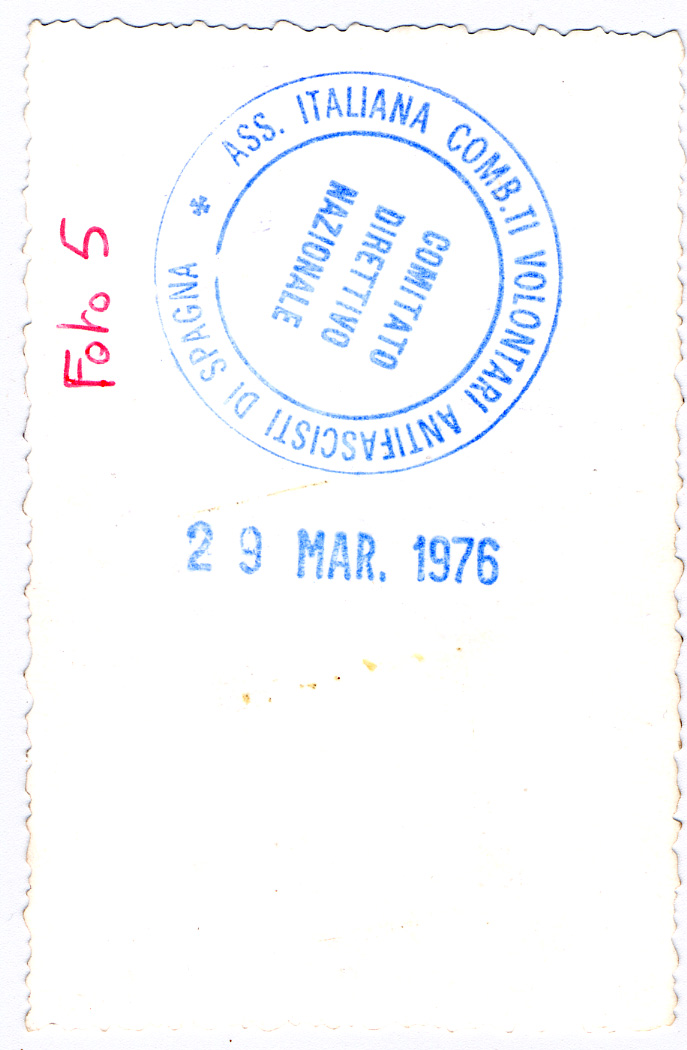 ASS. ITALIANA COMB.TI VOLONTARI ANTIFASCISTI DI SPAGNA *
COMITATO
DIRETTIVO
NAZIONALE
Foto 5
29 MAR. 1976